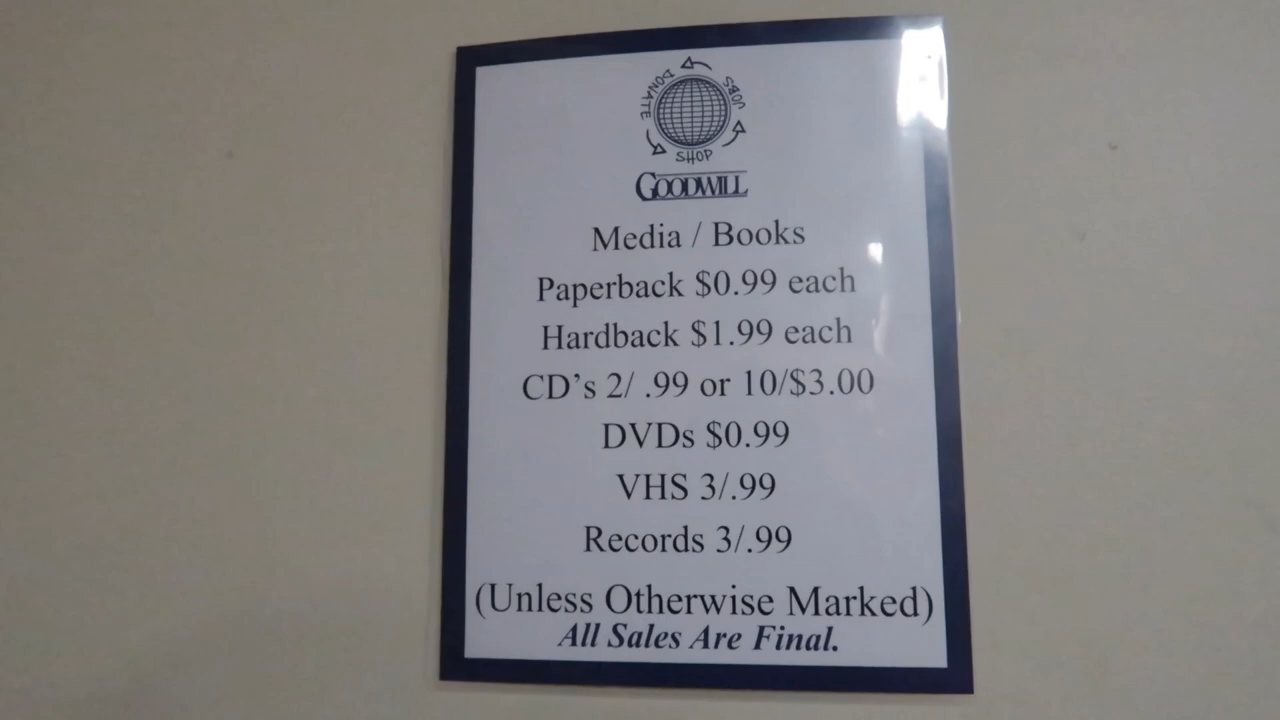 DONATE JOBS
SHOP
GOODWILL
Media / Books
Paperback $0.99 each
Hardback $1.99 each
CD's 2/ .99 or 10/$3.00
DVDs $0.99
VHS 3/.99
Records 3/.99
(Unless Otherwise Marked)
All Sales Are Final.